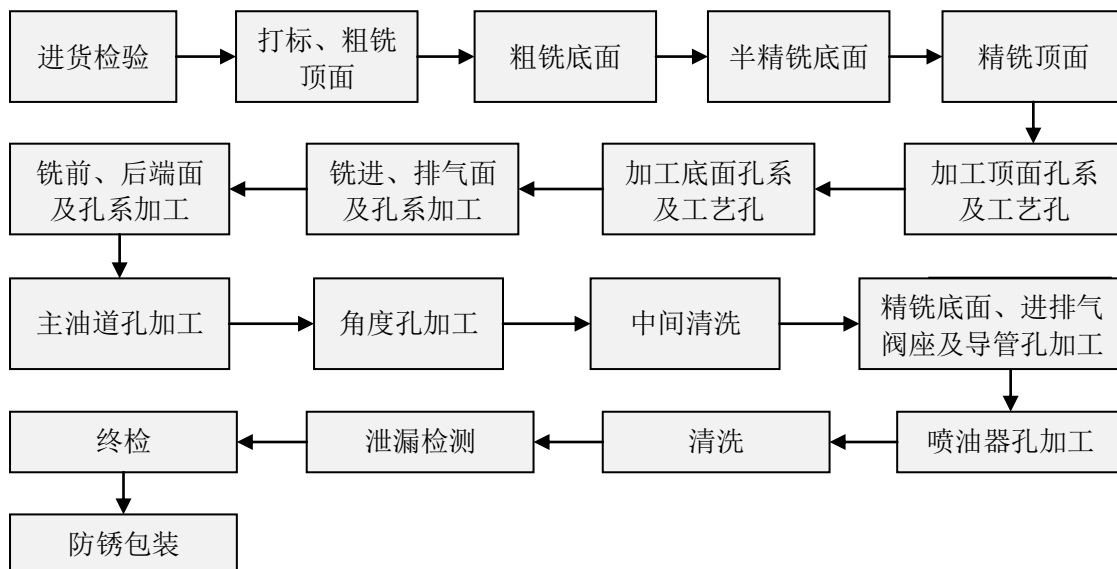 进货检验
打标、粗铣
顶面
粗铣底面
半精铣底面
精铣顶面
铣前、后端面
及孔系加工
铣进、排气面
及孔系加工
加工底面孔系
及工艺孔
加工顶面孔系
及工艺孔
主油道孔加工
角度孔加工
中间清洗
精铣底面、进排气
阀座及导管孔加工
终检
泄漏检测
清洗
喷油器孔加工
防锈包装